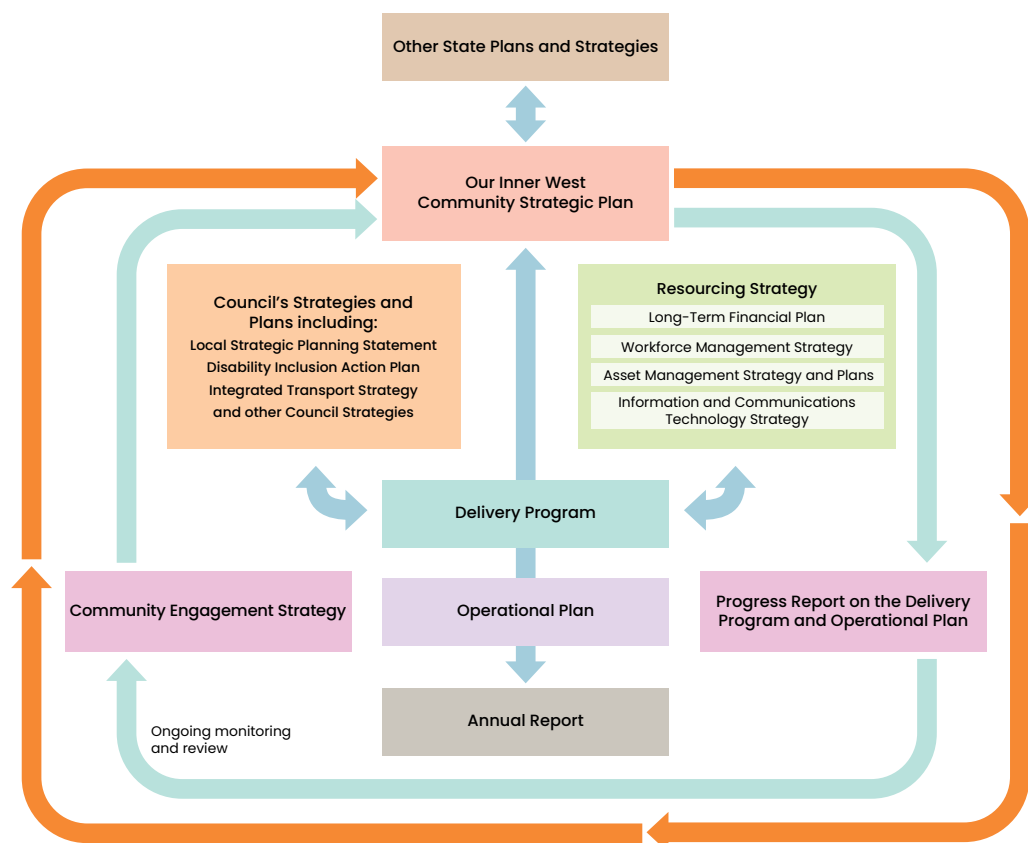 Other State Plans and Strategies
Our Inner West
Community Strategic Plan
Council’s Strategies and
Plans including:
Local Strategic Planning Statement
Disability Inclusion Action Plan
Integrated Transport Strategy
and other Council Strategies
Resourcing Strategy
Long-Term Financial Plan
Workforce Management Strategy
Asset Management Strategy and Plans
Information and Communications
Technology Strategy
Delivery Program
Community Engagement Strategy
Operational Plan
Progress Report on the Delivery
Program and Operational Plan
Annual Report
Ongoing monitoring
and review